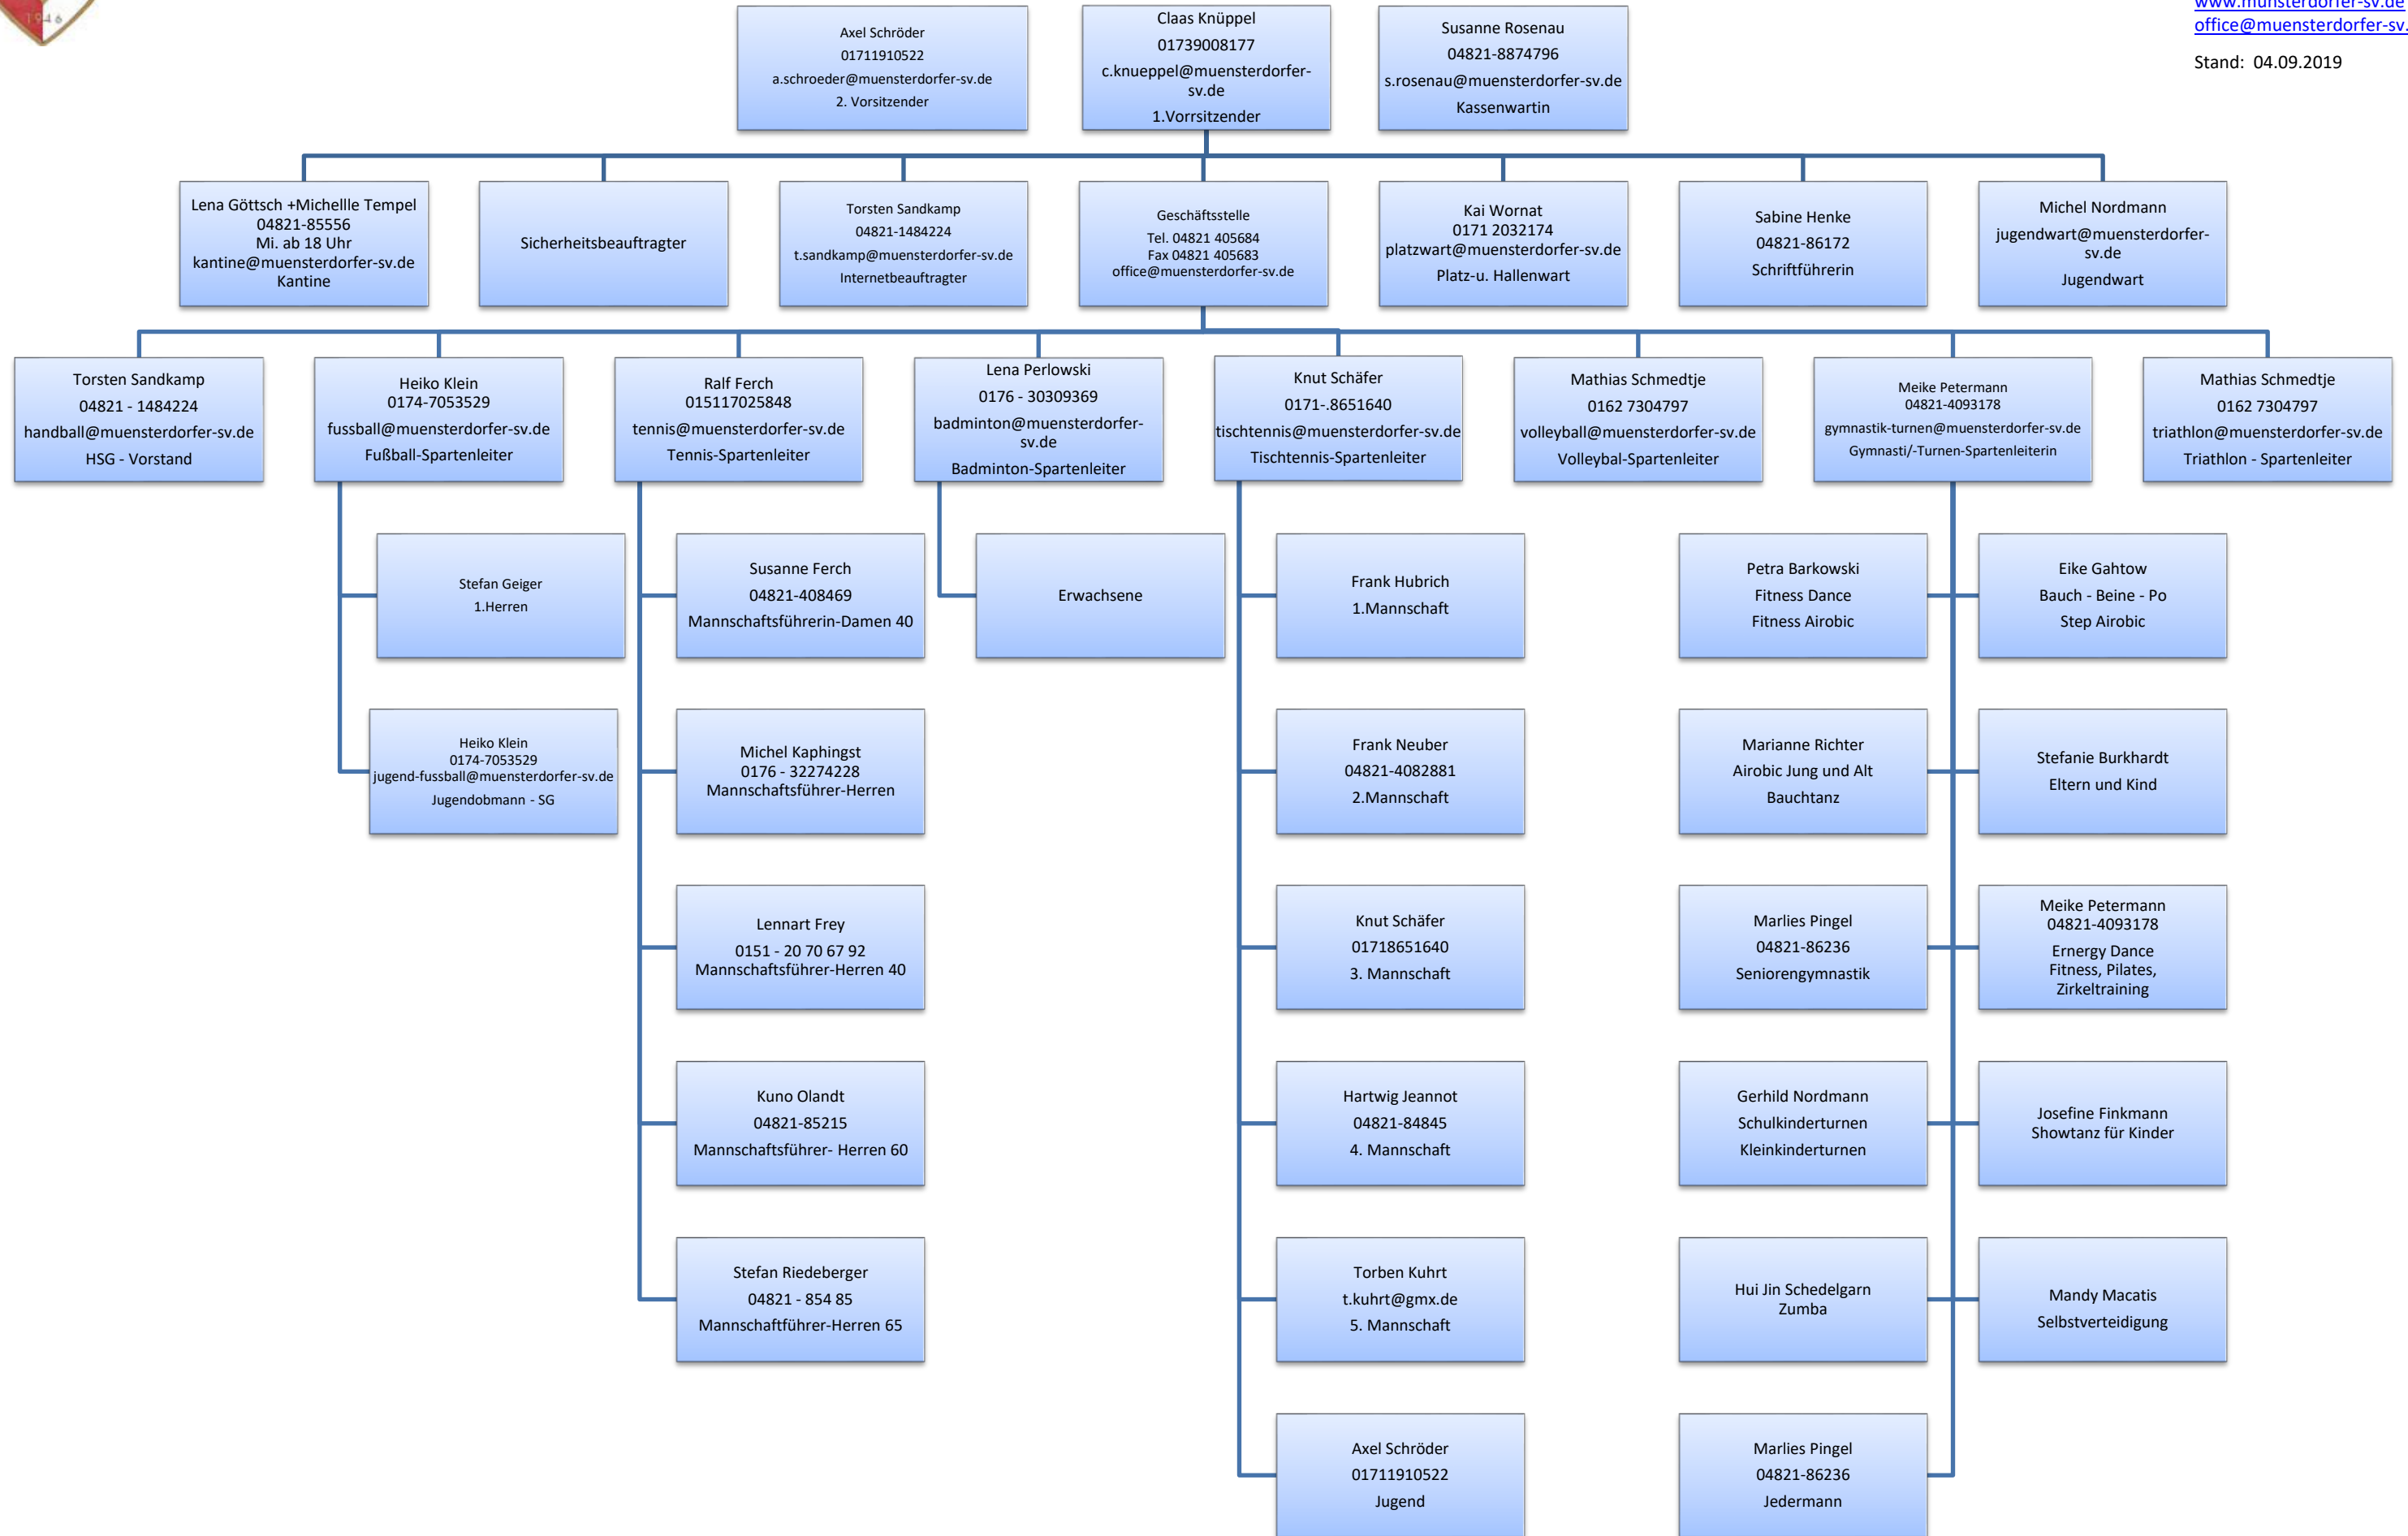 1946
www.munsterdorfer-sv.de
office@muensterdorfer-sv.
Stand: 04.09.2019
Axel Schröder
01711910522
a.schroeder@muensterdorfer-sv.de
2. Vorsitzender
Claas Knüppel
01739008177
c.knueppel@muensterdorfer-
sv.de
1.Vorrsitzender
Susanne Rosenau
04821-8874796
s.rosenau@muensterdorfer-sv.de
Kassenwartin
Lena Göttsch +Michellle Tempel
04821-85556
Mi. ab 18 Uhr
kantine@muensterdorfer-sv.de
Kantine
Sicherheitsbeauftragter
Torsten Sandkamp
04821-1484224
t.sandkamp@muensterdorfer-sv.de
Internetbeauftragter
Geschäftsstelle
Tel. 04821 405684
Fax 04821 405683
office@muensterdorfer-sv.de
Kai Wornat
0171 2032174
platzwart@muensterdorfer-sv.de
Platz-u. Hallenwart
Sabine Henke
04821-86172
Schriftführerin
Michel Nordmann
jugendwart@muensterdorfer-
sv.de
Jugendwart
Torsten Sandkamp
04821 - 1484224
handball@muensterdorfer-sv.de
HSG - Vorstand
Heiko Klein
0174-7053529
fussball@muensterdorfer-sv.de
Fußball-Spartenleiter
Ralf Ferch
015117025848
tennis@muensterdorfer-sv.de
Tennis-Spartenleiter
Lena Perlowski
0176 - 30309369
badminton@muensterdorfer-
sv.de
Badminton-Spartenleiter
Knut Schäfer
0171-.8651640
tischtennis@muensterdorfer-sv.de
Tischtennis-Spartenleiter
Mathias Schmedtje
0162 7304797
volleyball@muensterdorfer-sv.de
Volleybal-Spartenleiter
Meike Petermann
04821-4093178
gymnastik-turnen@muensterdorfer-sv.de
Gymnasti/-Turnen-Spartenleiterin
Mathias Schmedtje
0162 7304797
triathlon@muensterdorfer-sv.de
Triathlon - Spartenleiter
Stefan Geiger
1.Herren
Heiko Klein
0174-7053529
jugend-fussball@muensterdorfer-sv.de
Jugendobmann - SG
Susanne Ferch
04821-408469
Mannschaftsführerin-Damen 40
Michel Kaphingst
0176 - 32274228
Mannschaftsführer-Herren
Lennart Frey
0151 - 20 70 67 92
Mannschaftsführer-Herren 40
Kuno Olandt
04821-85215
Mannschaftsführer- Herren 60
Stefan Riedeberger
04821 - 854 85
Mannschaftführer-Herren 65
Erwachsene
Frank Hubrich
1.Mannschaft
Frank Neuber
04821-4082881
2.Mannschaft
Knut Schäfer
01718651640
3. Mannschaft
Hartwig Jeannot
04821-84845
4. Mannschaft
Torben Kuhrt
t.kuhrt@gmx.de
5. Mannschaft
Axel Schröder
01711910522
Jugend
Petra Barkowski
Fitness Dance
Fitness Airobic
Eike Gahtow
Bauch - Beine - Po
Step Airobic
Marianne Richter
Airobic Jung und Alt
Bauchtanz
Stefanie Burkhardt
Eltern und Kind
Marlies Pingel
04821-86236
Seniorengymnastik
Meike Petermann
04821-4093178
Ernergy Dance
Fitness, Pilates,
Zirkeltraining
Gerhild Nordmann
Schulkinderturnen
Kleinkinderturnen
Josefine Finkmann
Showtanz für Kinder
Hui Jin Schedelgarn
Zumba
Mandy Macatis
Selbstverteidigung
Marlies Pingel
04821-86236
Jedermann